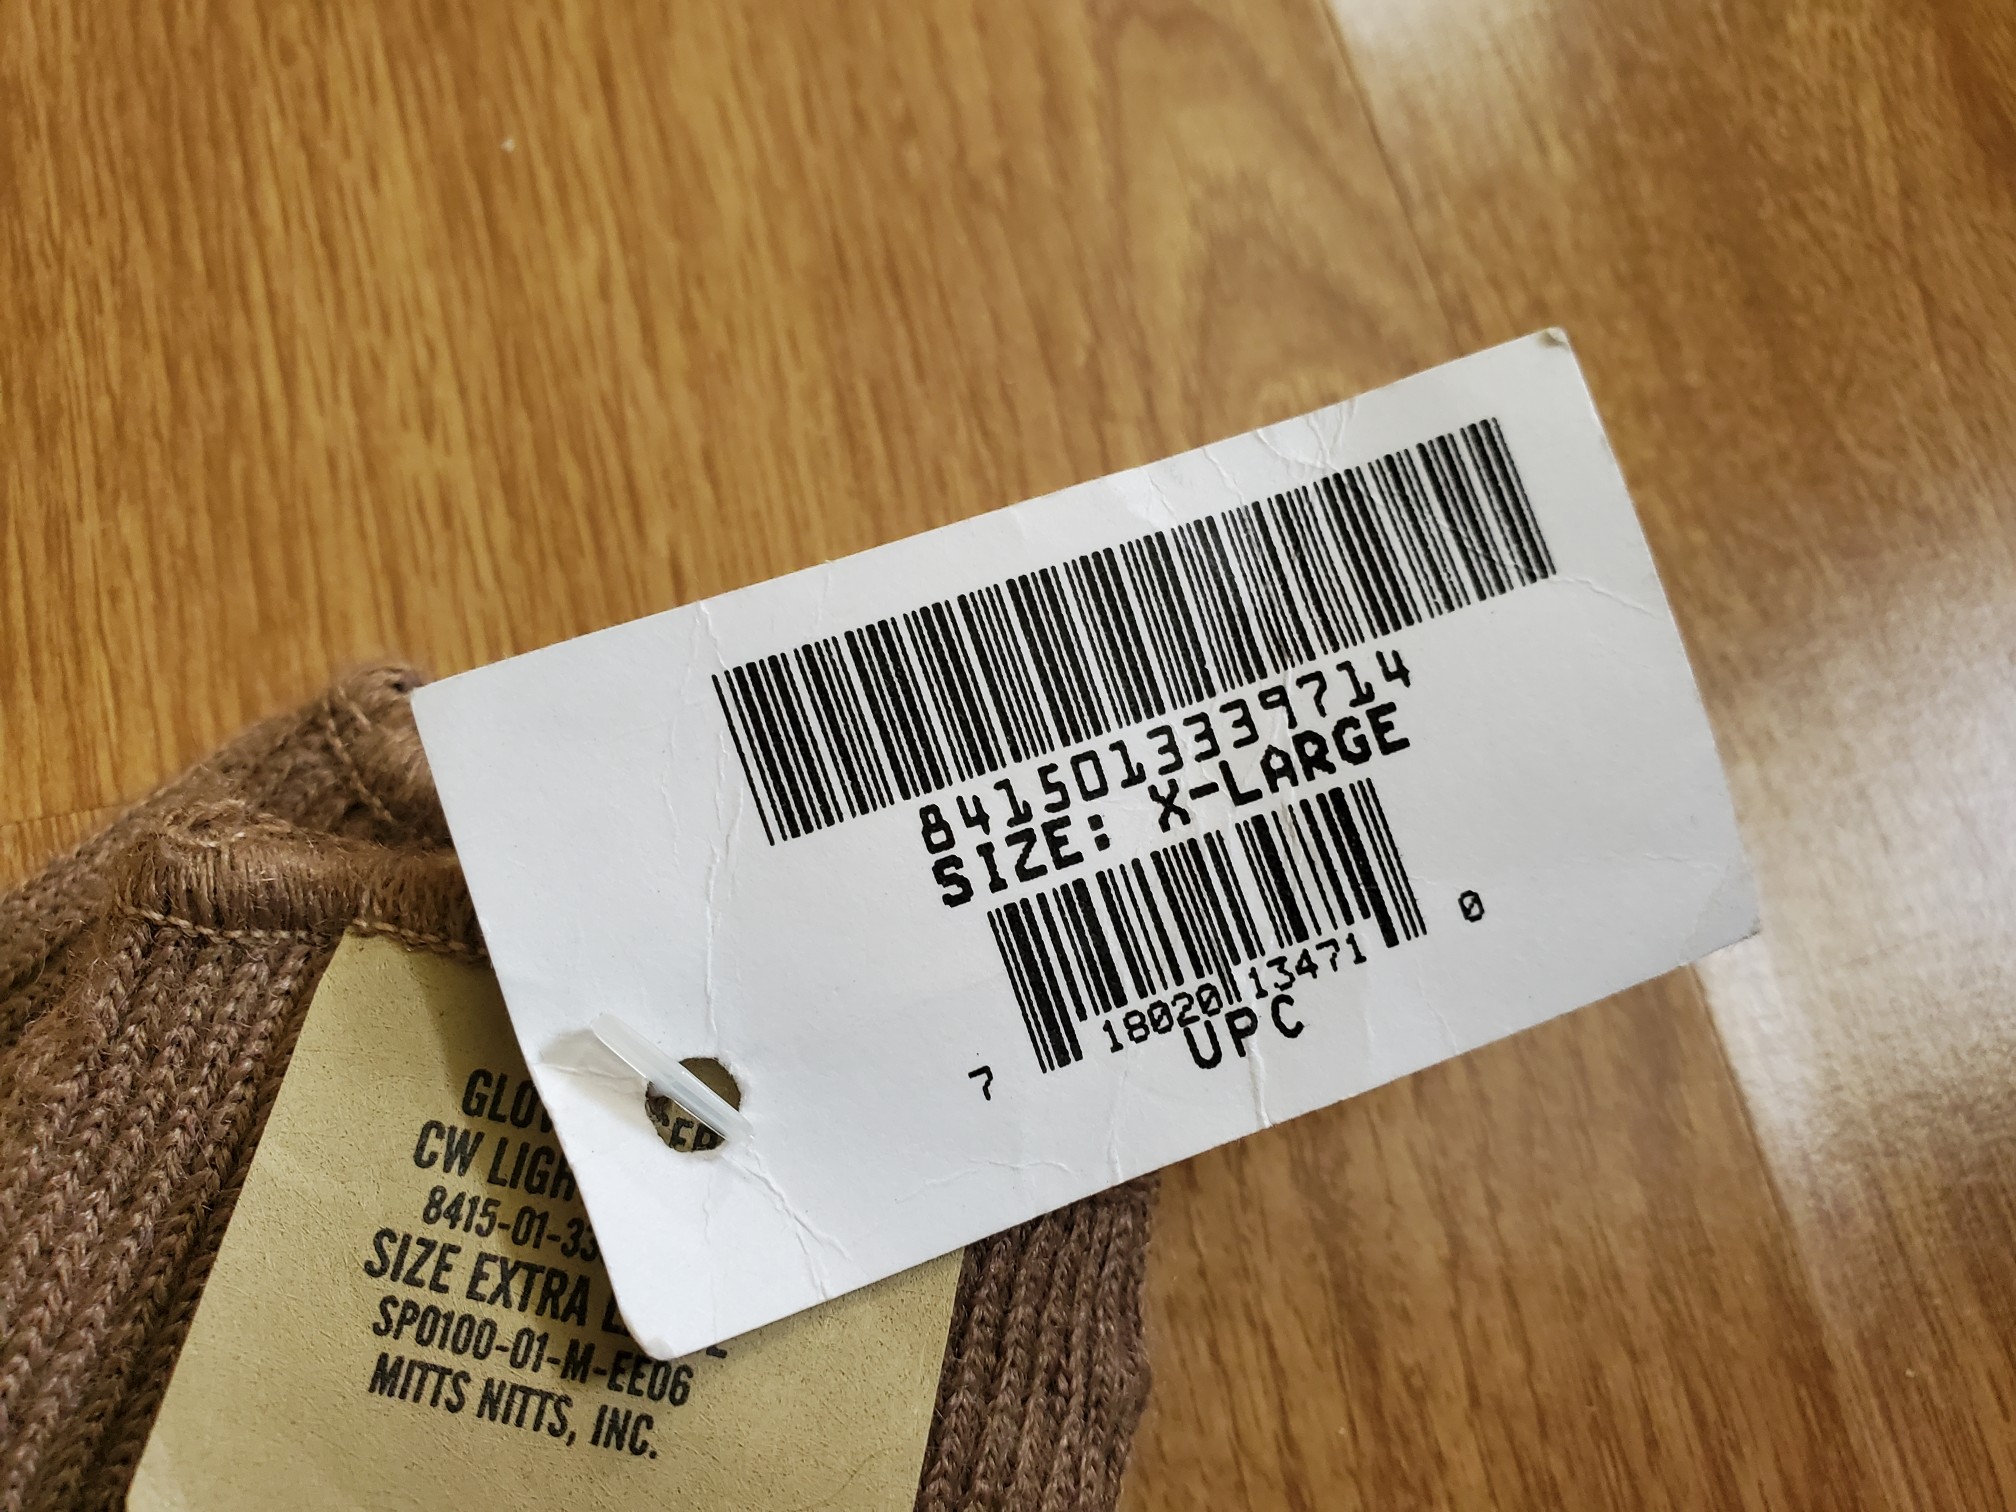 8415013339714
SIZE: X-LARGE
7 18020 13471 0
UPC
GLOV
CW LIGH
8415-01-33
SIZE EXTRA
SP0100-01-M-EE06
MITTS NITTS, INC.